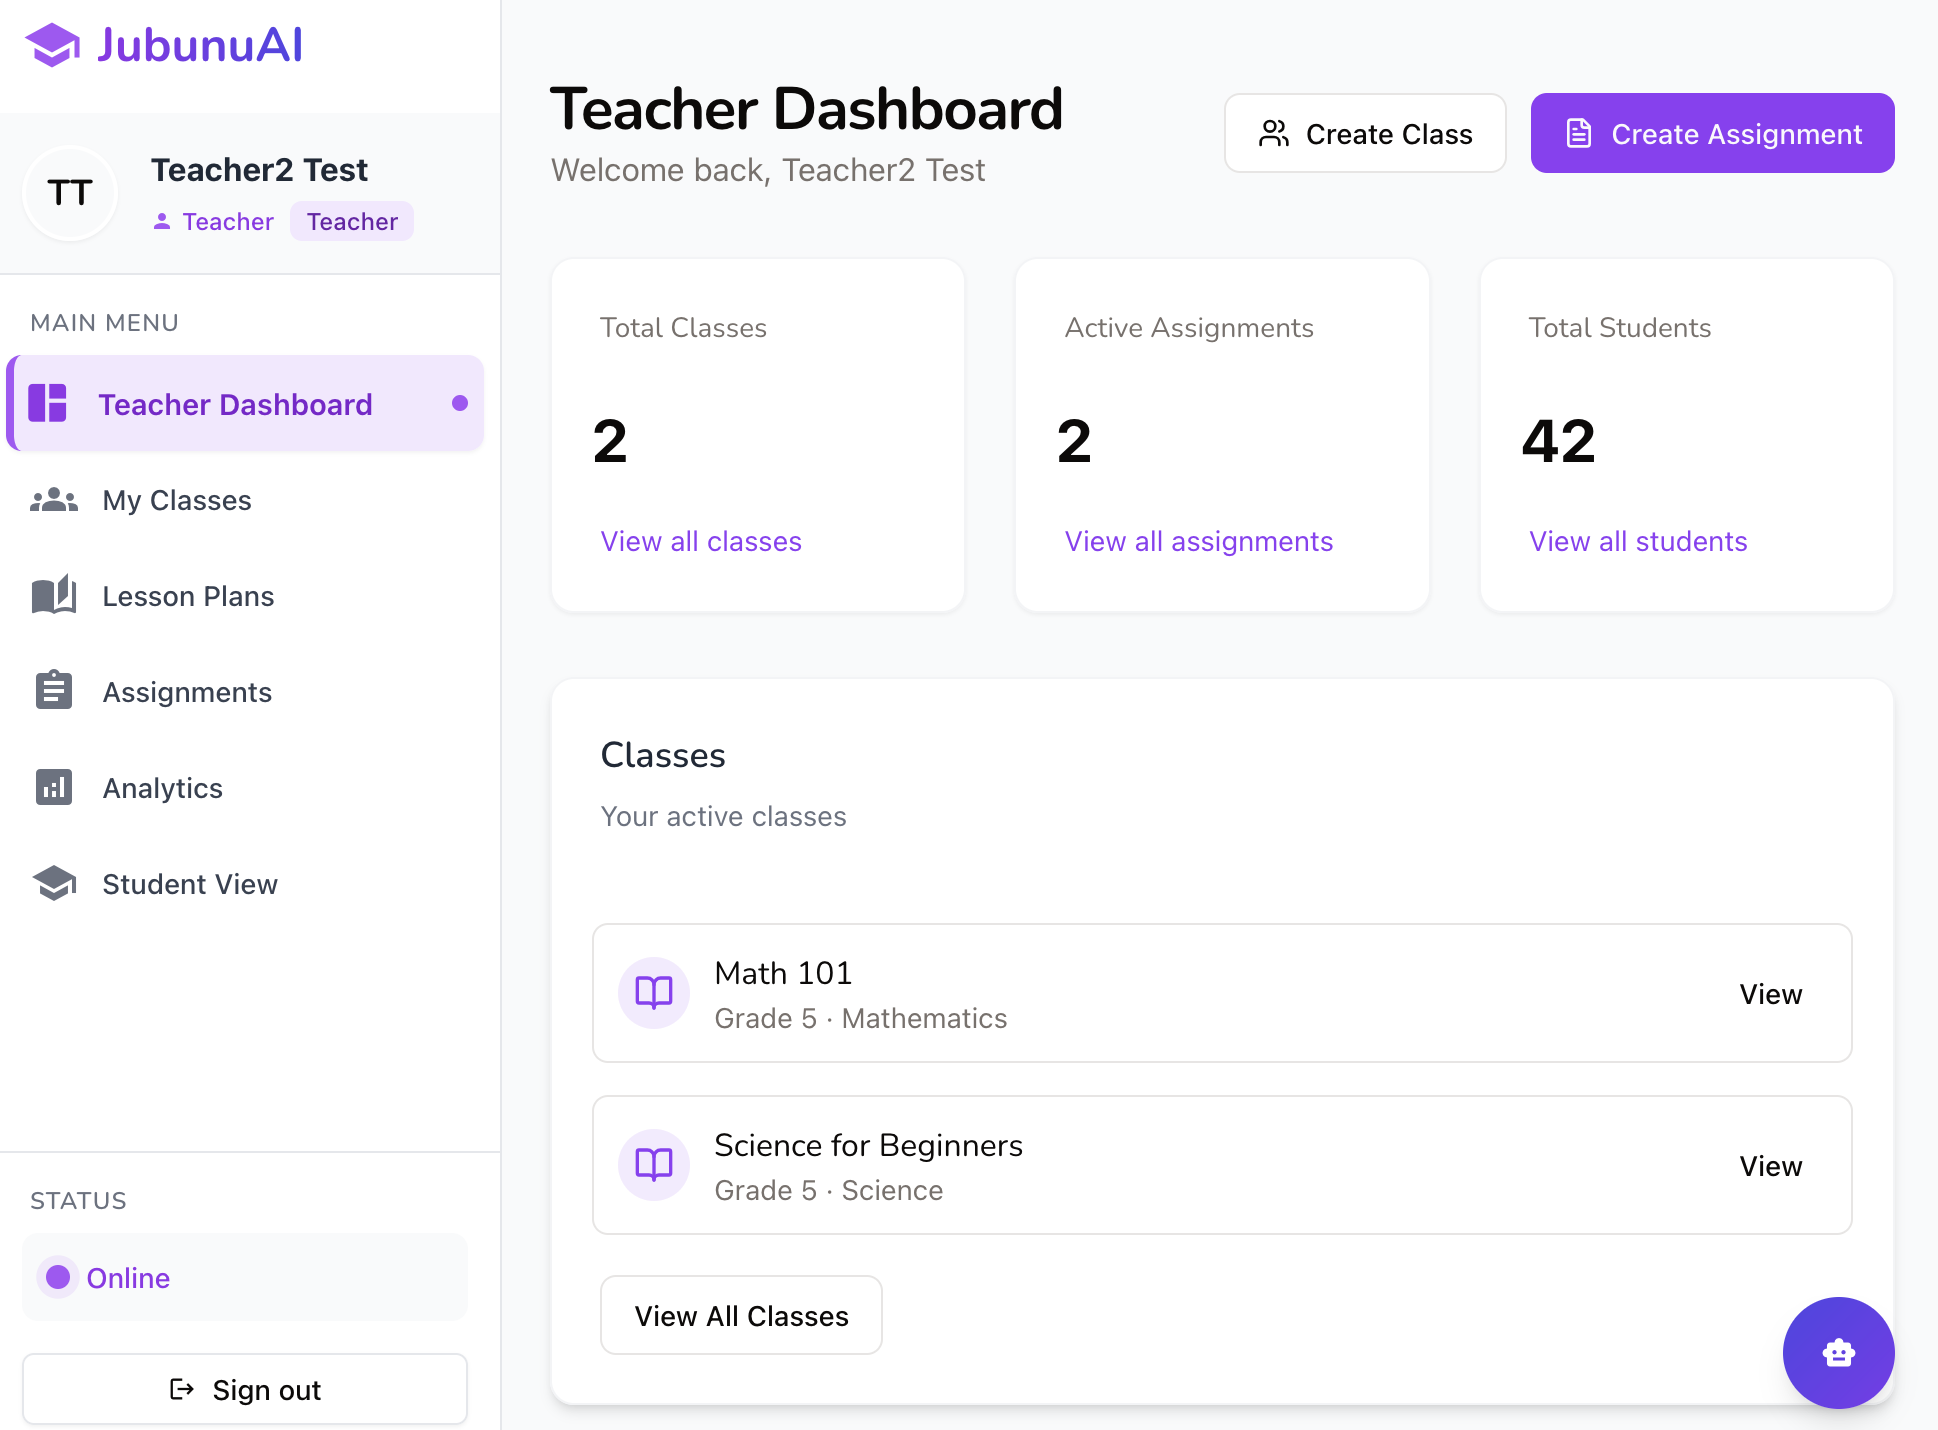 JubunuAI
TT
Teacher2 Test
Teacher
Teacher
MAIN MENU
Teacher Dashboard
My Classes
Lesson Plans
Assignments
Analytics
Student View
STATUS
Online
Sign out
Teacher Dashboard
Welcome back, Teacher2 Test
Create Class
Create Assignment
Total Classes
2
View all classes
Active Assignments
2
View all assignments
Total Students
42
View all students
Classes
Your active classes
Math 101
Grade 5 · Mathematics
View
Science for Beginners
Grade 5 · Science
View
View All Classes